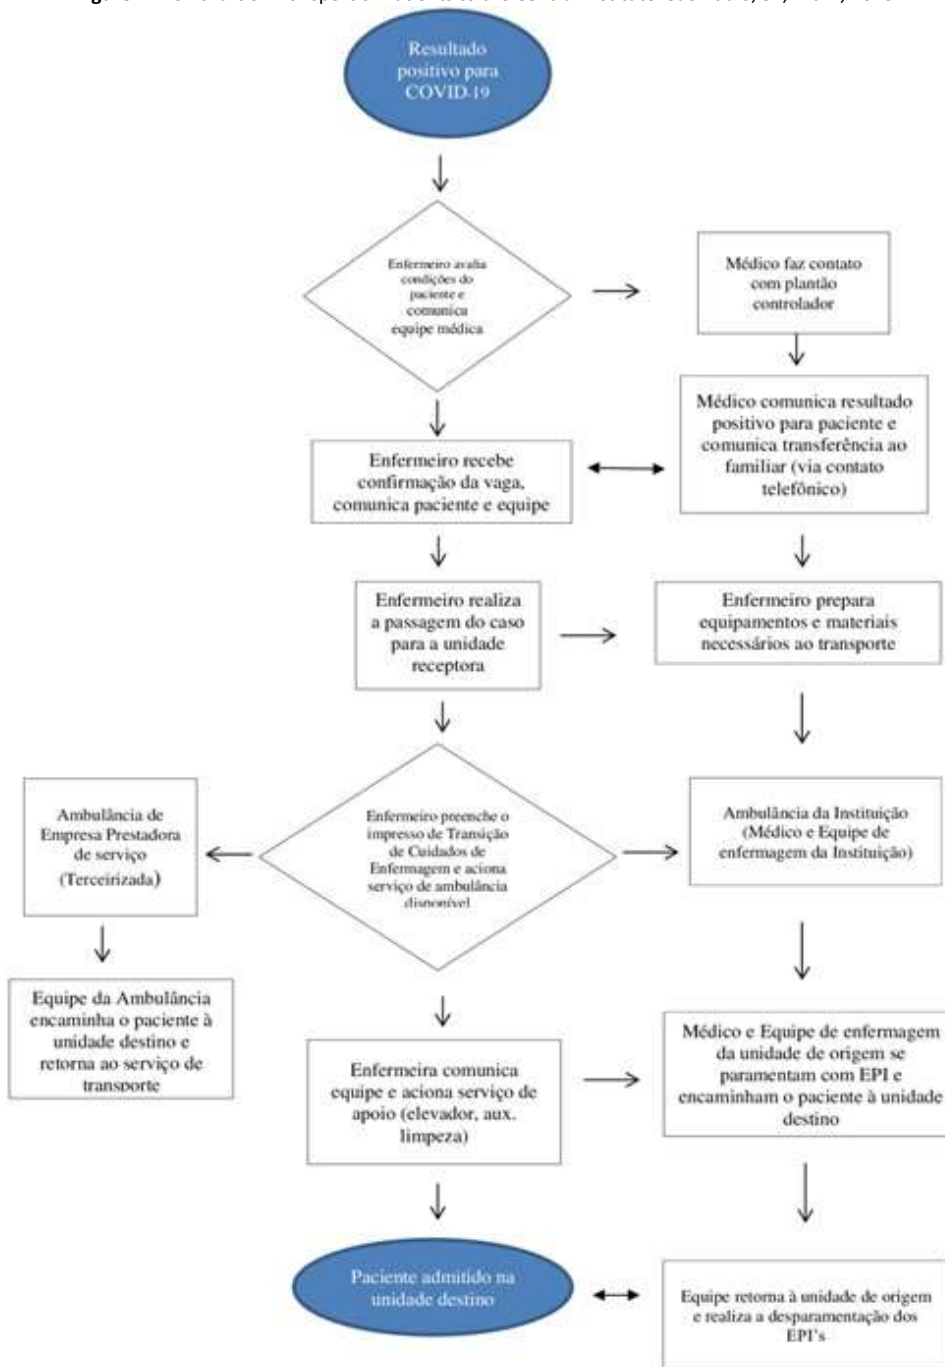 Resultado
positivo para
COVID-19
Enfermeiro avalia
condições do
paciente e
comunica
equipe médica
Médico faz contato
com plantão
controlador
Médico comunica resultado
positivo para paciente e
comunica transferência ao
familiar (via contato
telefônico)
Enfermeiro recebe
confirmação da vaga,
comunica paciente e equipe
Enfermeiro realiza
a passagem do caso
para a unidade
receptora
Enfermeiro prepara
equipamentos e materiais
necessários ao transporte
Ambulância de
Empresa Prestadora
de serviço
(Terceirizada)
Enfermeiro preenche o
impresso de Transição
de Cuidados de
Enfermagem e aciona
serviço de ambulância
disponível
Ambulância da Instituição
(Médico e Equipe de
enfermagem da Instituição)
Equipe da Ambulância
encaminha o paciente à
unidade destino e
retorna ao serviço de
transporte
Enfermeira comunica
equipe e aciona serviço de
apoio (elevador, aux.
limpeza)
Médico e Equipe de enfermagem
da unidade de origem se
paramentam com EPI e
encaminham o paciente à unidade
destino
Paciente admitido na
unidade destino
Equipe retorna à unidade de origem
e realiza a desparamentação dos
EPI's